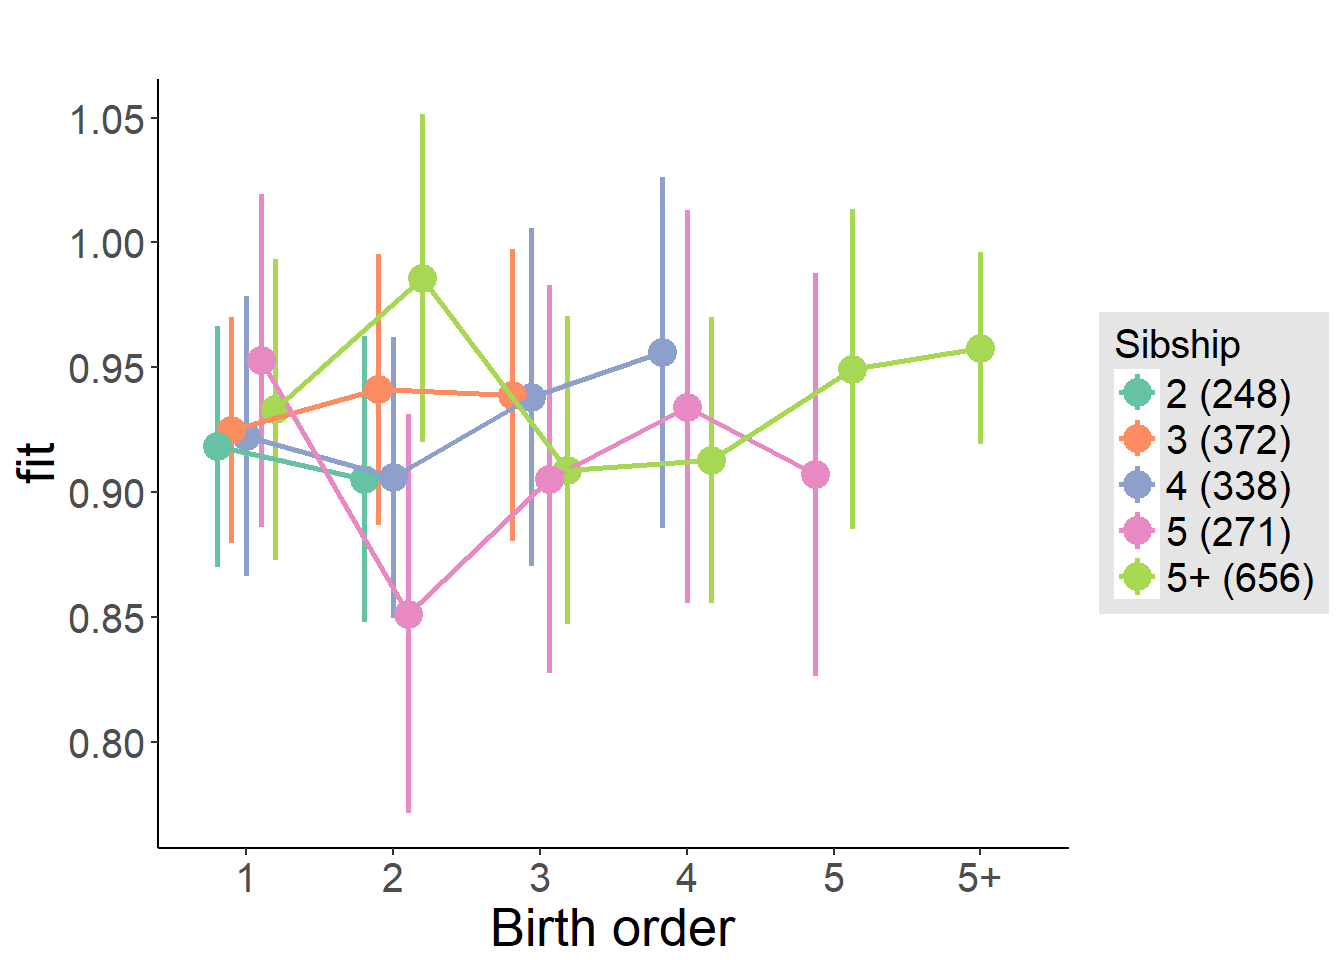 1.05
1.00
0.95
0.90
0.85
0.80
fit
1 2 3 4 5 5+
Birth order
Sibship
2 (248)
3 (372)
4 (338)
5 (271)
5+ (656)